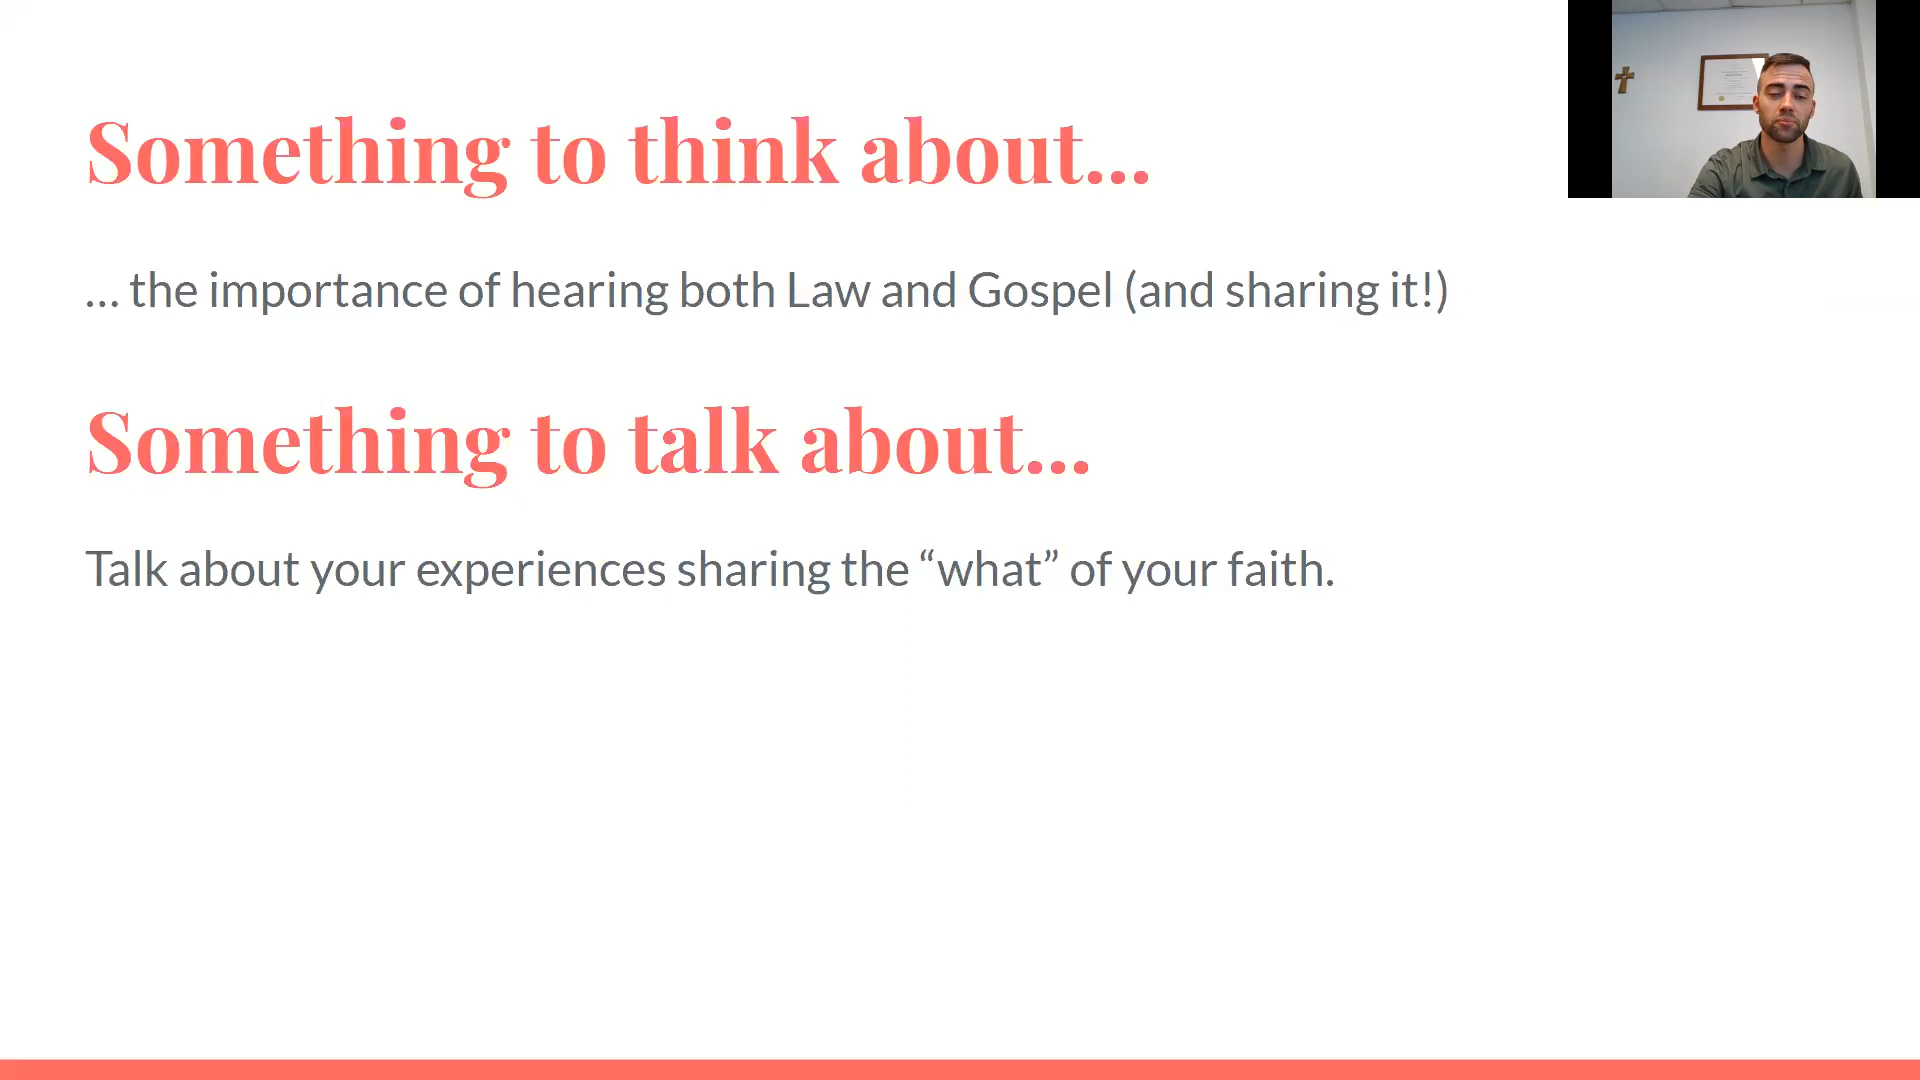 Something to think about...
... the importance of hearing both Law and Gospel (and sharing it!)
Something to talk about...
Talk about your experiences sharing the “what” of your faith.